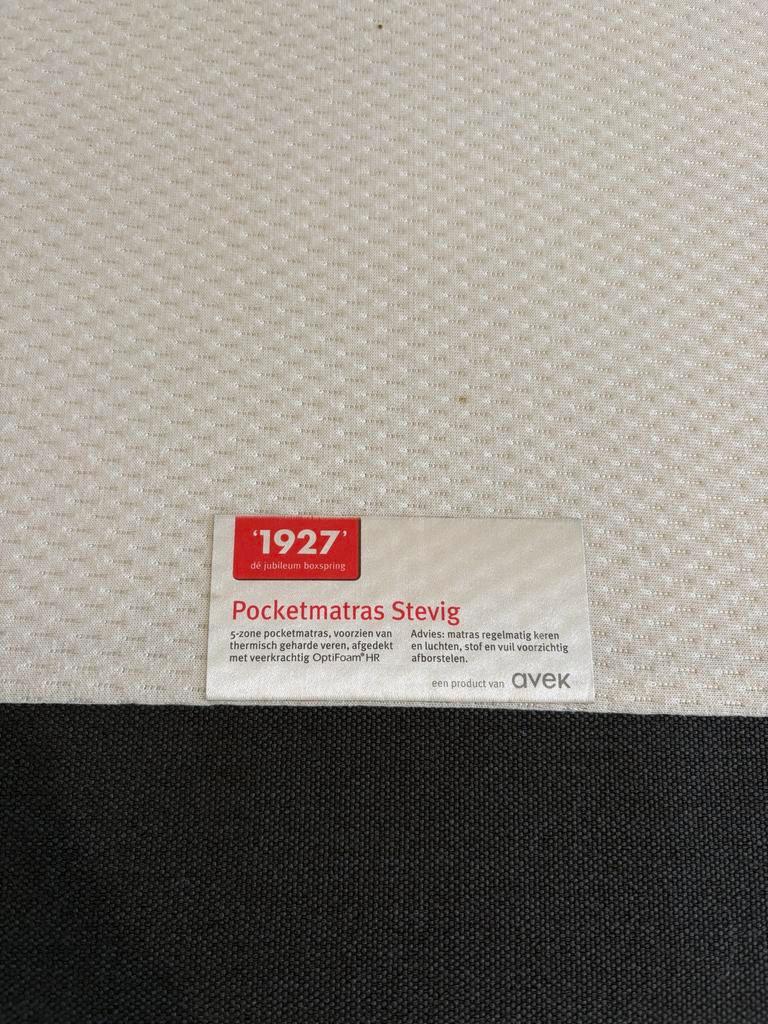 '1927'
dé jubileum boxspring
Pocketmatras Stevig
5-zone pocketmatras, voorzien van
thermisch geharde veren, afgedekt
met veerkrachtig OptiFoam® HR
Advies: matras regelmatig keren
en luchten, stof en vuil voorzichtig
afborstelen.
een product van avek